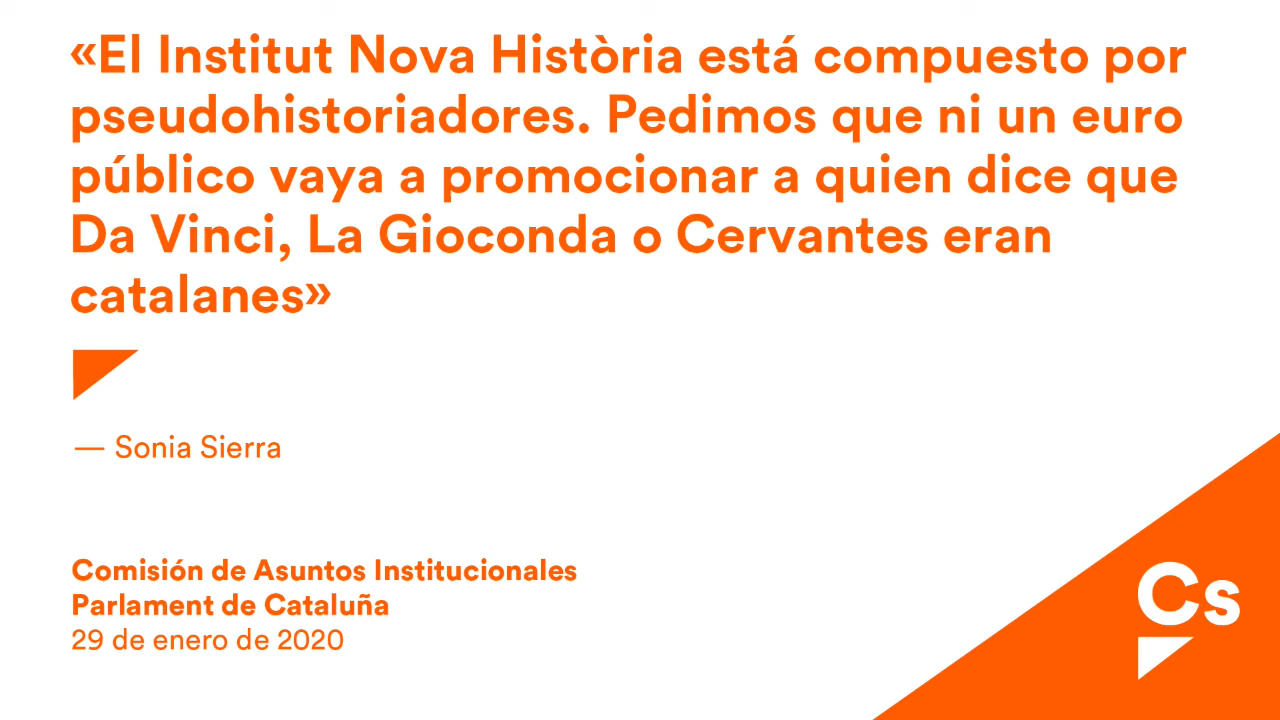 «El Institut Nova Història está compuesto por
pseudohistoriadores. Pedimos que ni un euro
público vaya a promocionar a quien dice que
Da Vinci, La Gioconda o Cervantes eran
catalanes»
— Sonia Sierra
Comisión de Asuntos Institucionales
Parlament de Cataluña
29 de enero de 2020
Cs